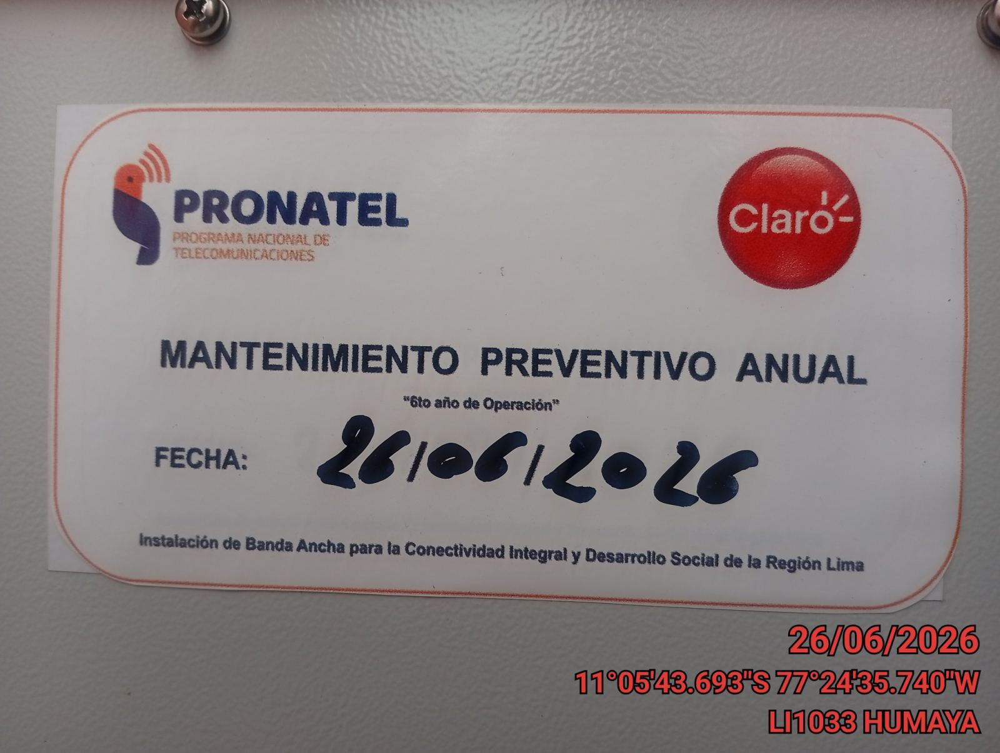 PRONATEL
PROGRAMA NACIONAL DE
TELECOMUNICACIONES
Claro
MANTENIMIENTO PREVENTIVO ANUAL
"6to año de Operación"
FECHA: 26/06/2026
Instalación de Banda Ancha para la Conectividad Integral y Desarrollo Social de la Región Lima
26/06/2026
11°05'43.693"S 77°24'35.740"W
LI1033 HUMAYA